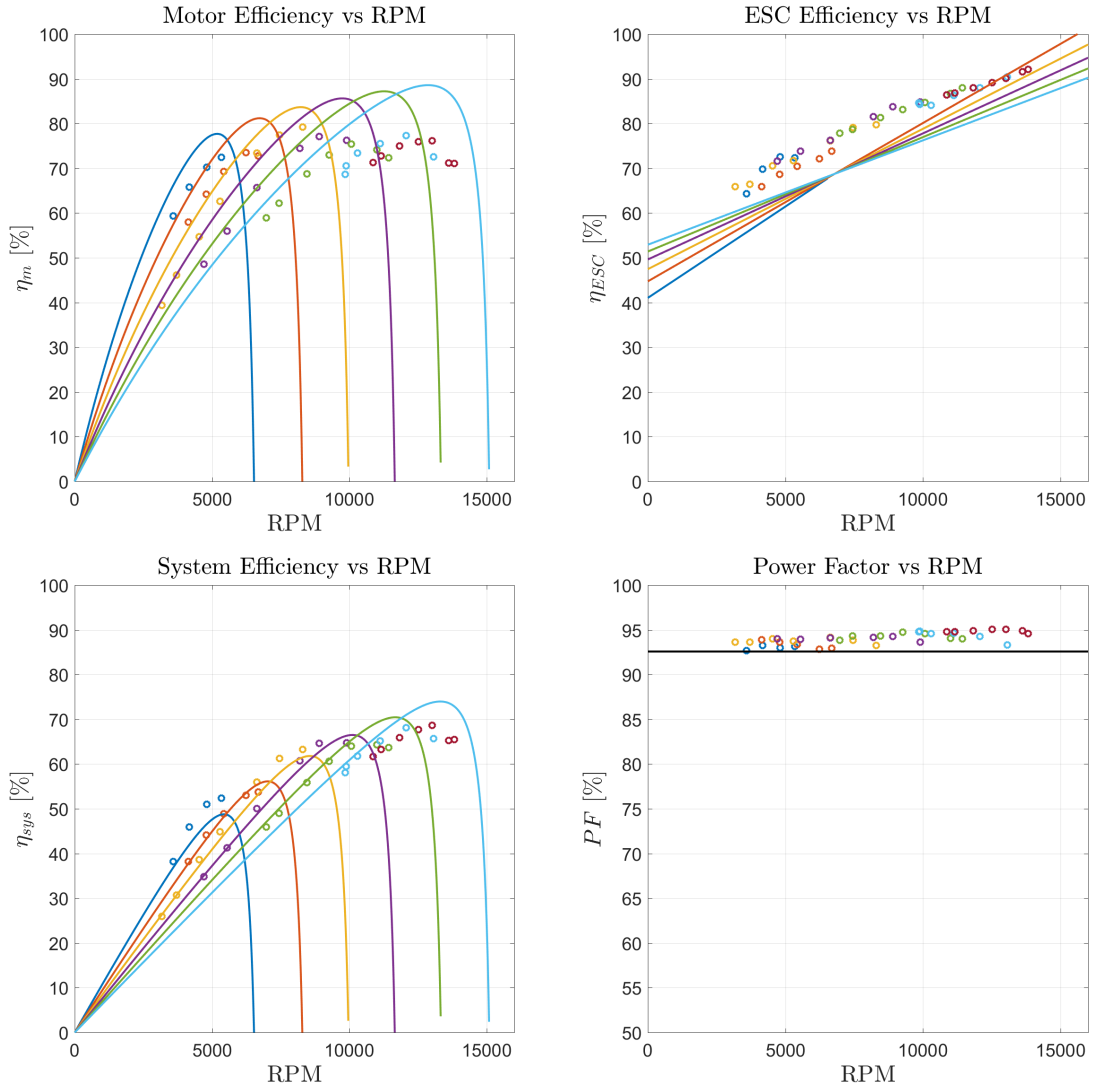 Motor Efficiency vs RPM
100
90
80
70
60
50
40
30
20
10
0
η_m [%]
0 5000 10000 15000
RPM
ESC Efficiency vs RPM
100
90
80
70
60
50
40
30
20
10
0
η_ESC [%]
0 5000 10000 15000
RPM
System Efficiency vs RPM
100
90
80
70
60
50
40
30
20
10
0
η_sys [%]
0 5000 10000 15000
RPM
Power Factor vs RPM
100
95
90
85
80
75
70
65
60
55
50
PF [%]
0 5000 10000 15000
RPM